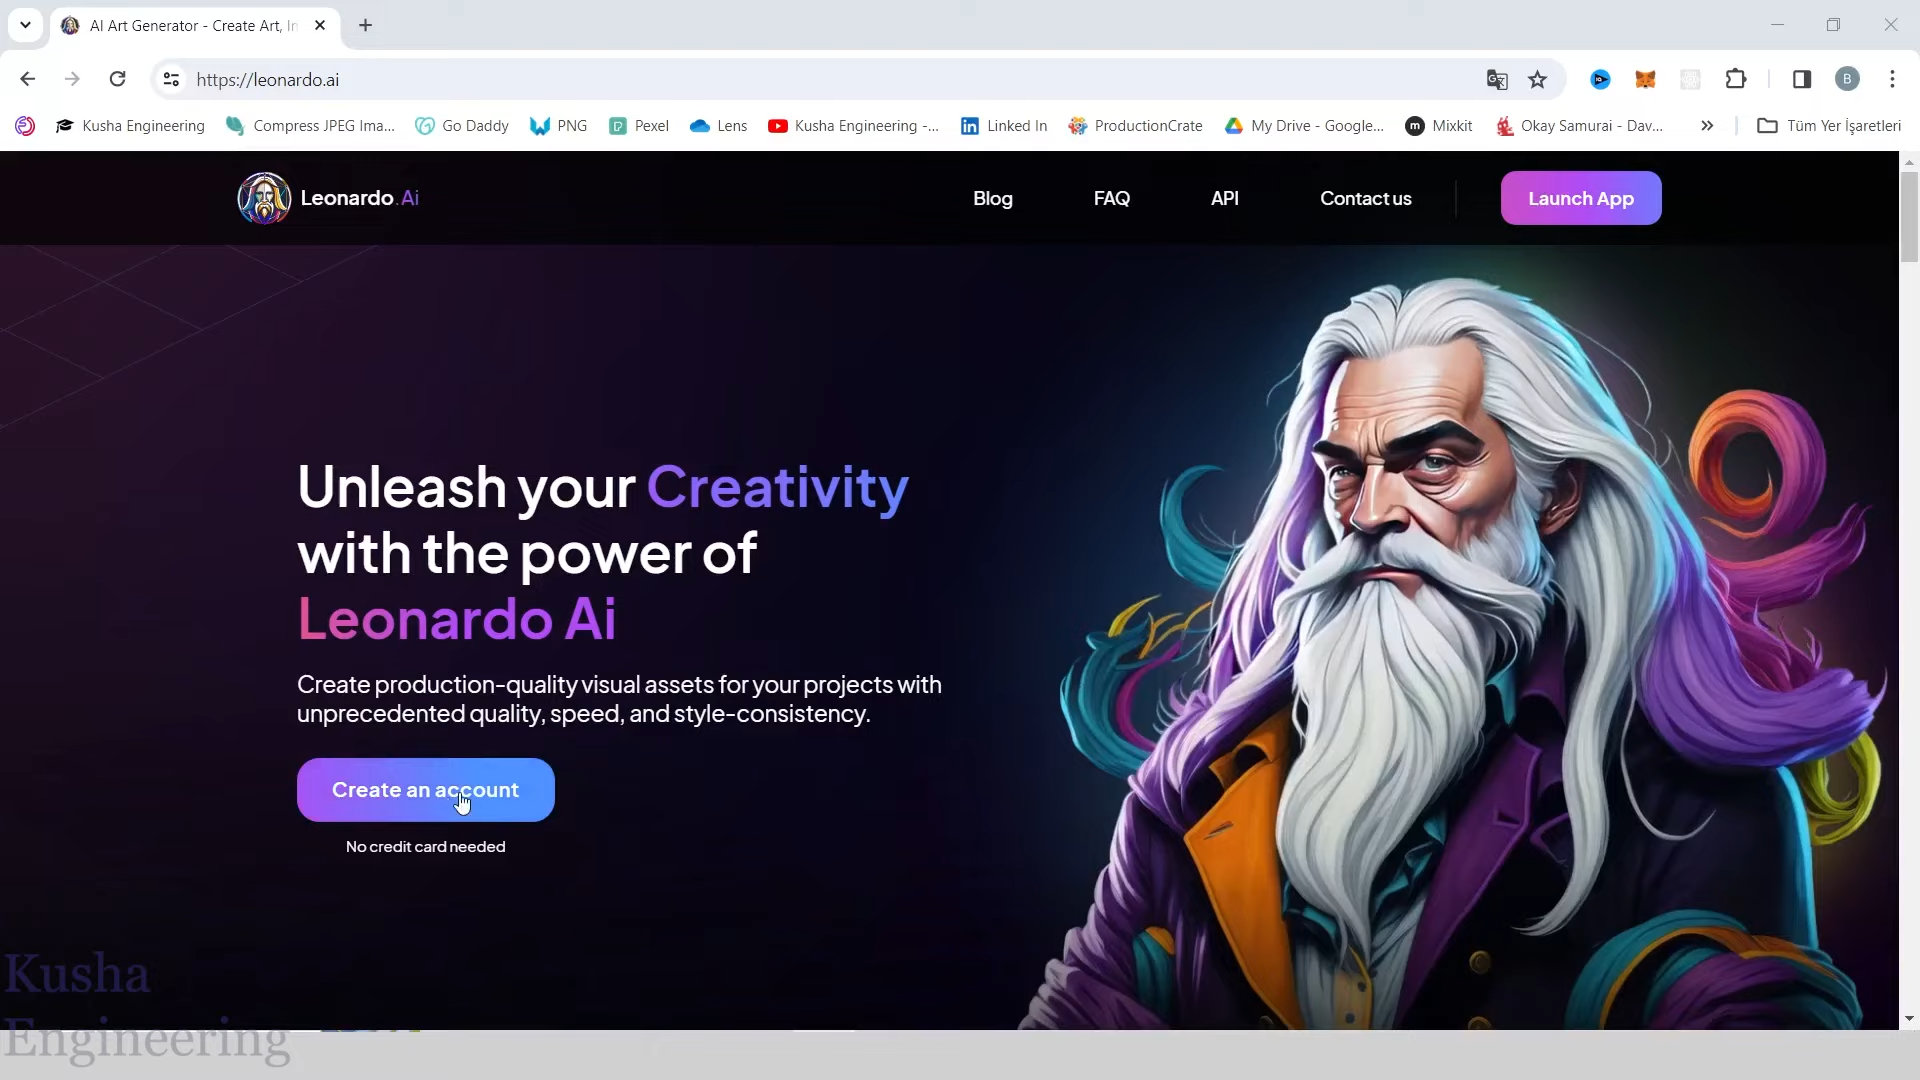 AI Art Generator - Create Art, In
https://leonardo.ai
Kusha Engineering
Compress JPEG Ima...
Go Daddy
PNG
Pexel
Lens
Kusha Engineering -...
Linked In
ProductionCrate
My Drive - Google...
Mixkit
Okay Samurai - Dav...
Tüm Yer İşaretleri
Leonardo.Ai
Blog
FAQ
API
Contact us
Launch App
Unleash your Creativity
with the power of
Leonardo Ai
Create production-quality visual assets for your projects with
unprecedented quality, speed, and style-consistency.
Create an account
No credit card needed
Kusha
Engineering